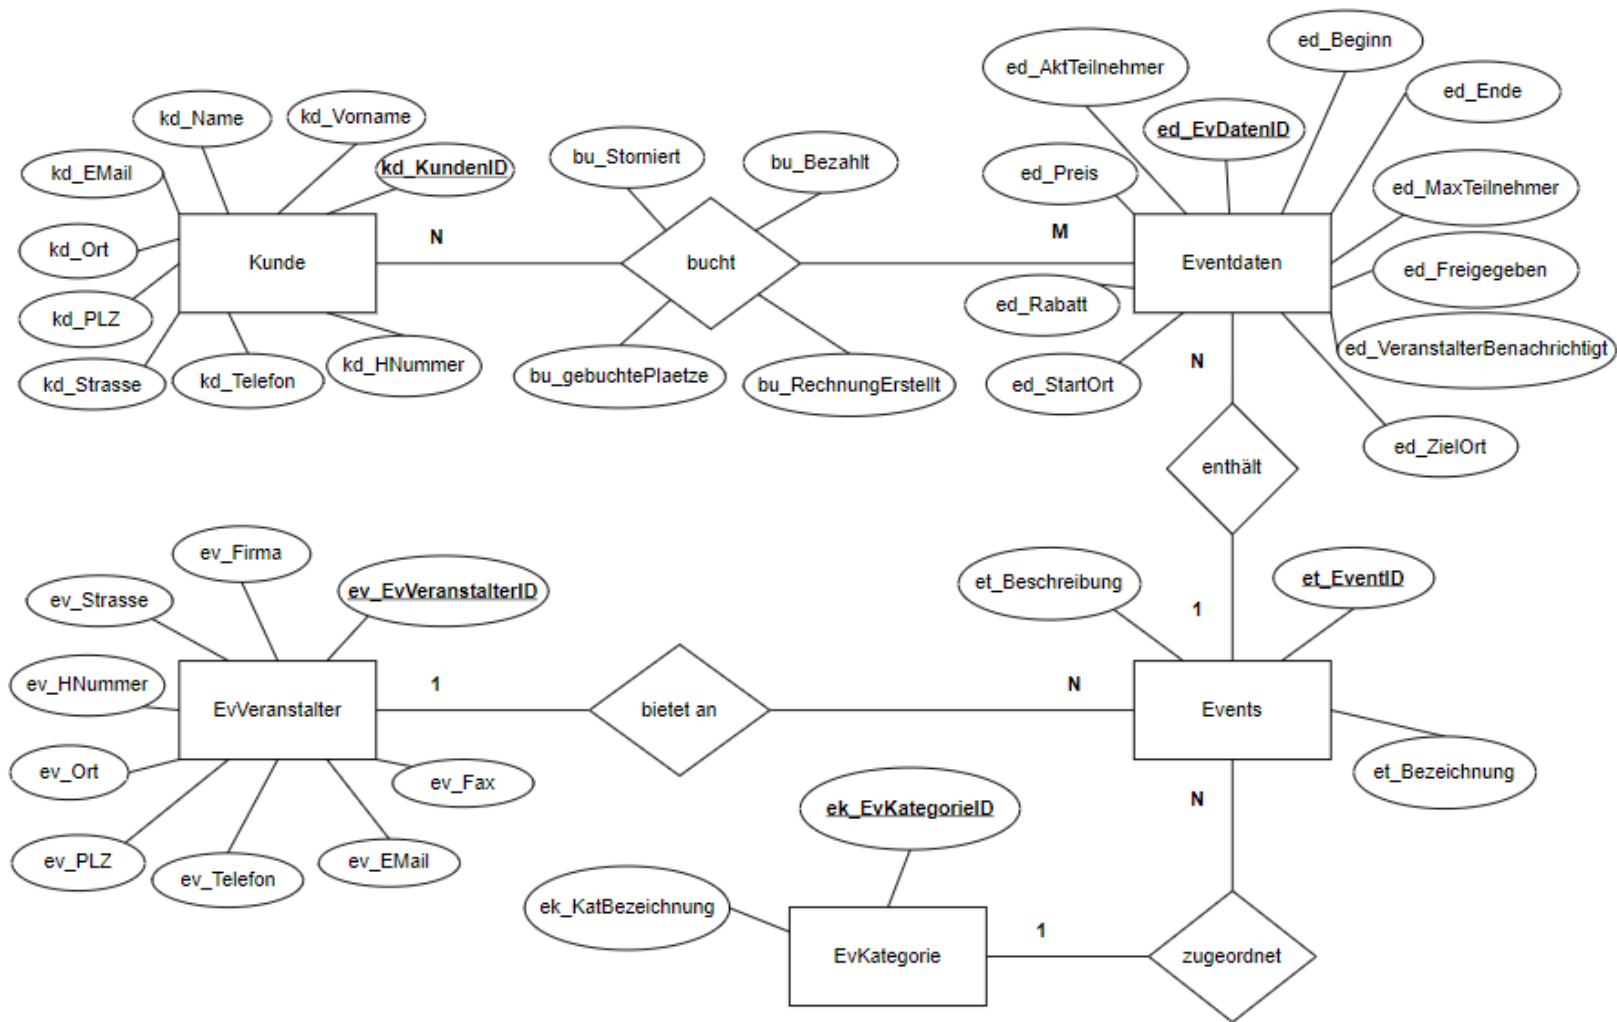 ed_Beginn
ed_AktTeilnehmer
ed_Ende
kd_Name
kd_Vorname
ed_EvDatenID
bu_Storniert
bu_Bezahlt
kd_EMail
kd_KundenID
ed_Preis
ed_MaxTeilnehmer
N
M
kd_Ort
Kunde
bucht
Eventdaten
ed_Freigegeben
ed_Rabatt
kd_PLZ
ed_VeranstalterBenachrichtigt
kd_HNummer
N
kd_Strasse
kd_Telefon
bu_gebuchtePlaetze
bu_RechnungErstellt
ed_StartOrt
ed_ZielOrt
enthält
ev_Firma
et_Beschreibung
et_EventID
ev_Strasse
ev_EvVeranstalterID
1
ev_HNummer
1
N
EvVeranstalter
bietet an
Events
ev_Ort
ev_Fax
et_Bezeichnung
N
ek_EvKategorieID
ev_PLZ
ev_Telefon
ev_EMail
ek_KatBezeichnung
1
EvKategorie
zugeordnet